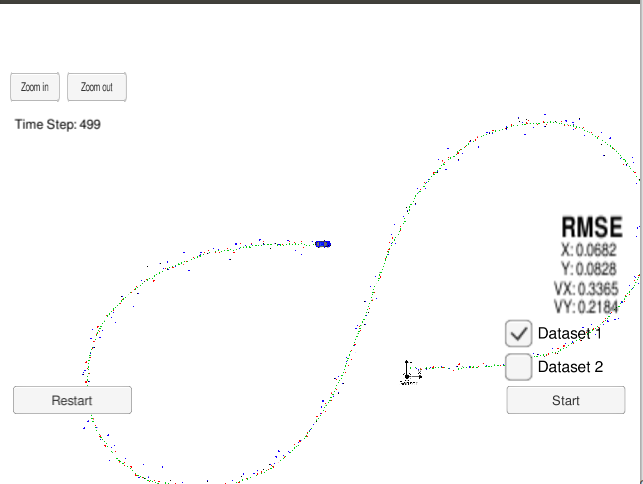 Zoom in
Zoom out
Time Step: 499
RMSE
X: 0.0682
Y: 0.0828
VX: 0.3365
VY: 0.2184
Dataset 1
Dataset 2
Restart
Start